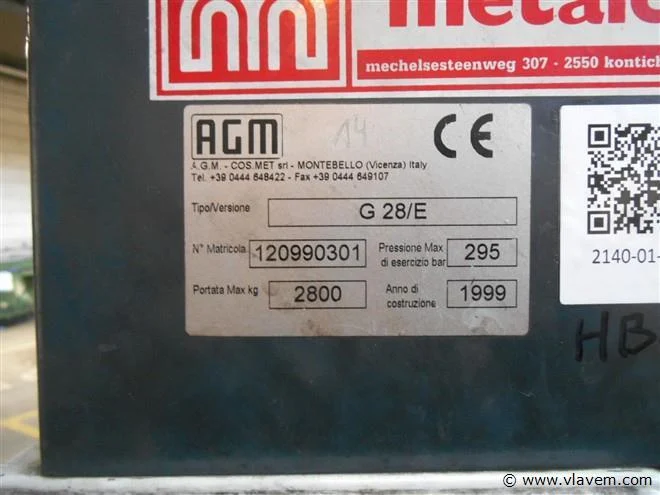 mechelsesteenweg 307 · 2550 kontich
AGM
14
CE
A.G.M. - COS.MET srl - MONTEBELLO (Vicenza) Italy
Tel. +39 0444 648422 - Fax +39 0444 649107
Tipo/Versione G 28/E
N° Matricola 120990301 Pressione Max di esercizio bar 295
Portata Max kg 2800 Anno di costruzione 1999
2140-01-
HB
© www.vlavem.com